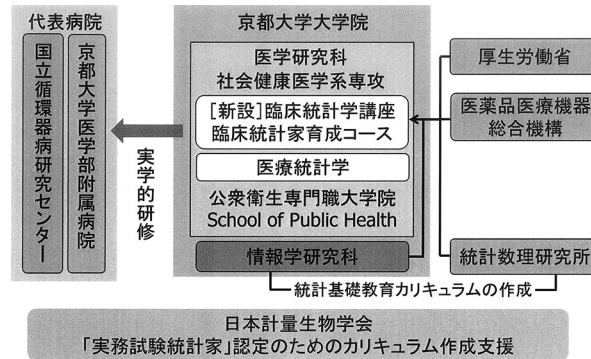 代表病院
国立循環器病研究センター
京都大学医学部附属病院
実学的研修
京都大学大学院
医学研究科
社会健康医学系専攻
［新設］臨床統計学講座
臨床統計家育成コース
医療統計学
公衆衛生専門職大学院
School of Public Health
情報学研究科
厚生労働省
医薬品医療機器
総合機構
統計数理研究所
統計基礎教育カリキュラムの作成
日本計量生物学会
「実務試験統計家」認定のためのカリキュラム作成支援